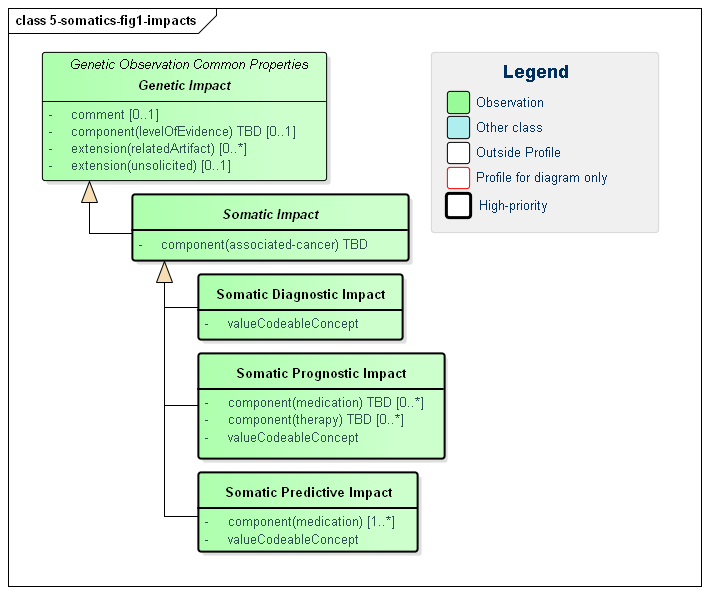 class 5-somatics-fig1-impacts
Genetic Observation Common Properties
Genetic Impact
- comment [0..1]
- component(levelOfEvidence) TBD [0..1]
- extension(relatedArtifact) [0..*]
- extension(unsolicited) [0..1]
Somatic Impact
- component(associated-cancer) TBD
Somatic Diagnostic Impact
- valueCodeableConcept
Somatic Prognostic Impact
- component(medication) TBD [0..*]
- component(therapy) TBD [0..*]
- valueCodeableConcept
Somatic Predictive Impact
- component(medication) [1..*]
- valueCodeableConcept
Legend
Observation
Other class
Outside Profile
Profile for diagram only
High-priority